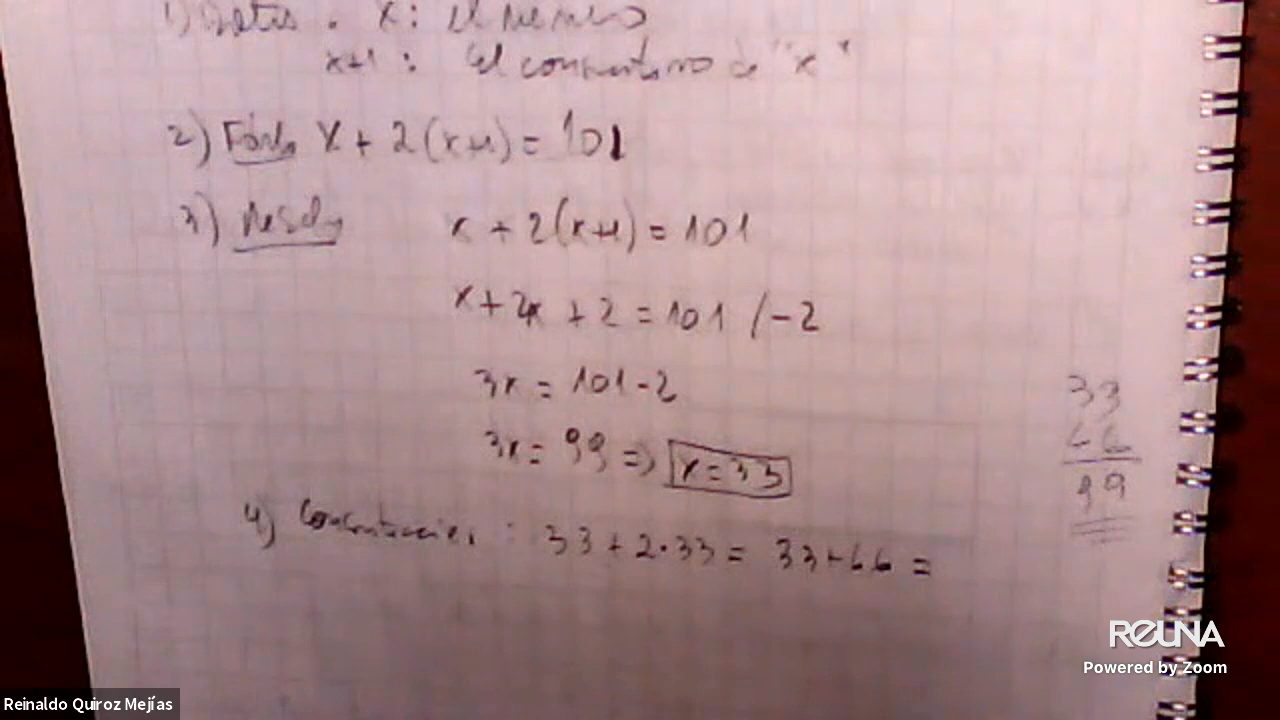 1) Datos : x : El número
x+1 : El consecutivo de "x"
2) x + 2(x+1) = 101
3) x + 2(x+1) = 101
x + 2x + 2 = 101 / -2
3x = 101 - 2
3x = 99 => x = 33
4) : 33 + 2·33 = 33 + 66 =
33
66
99
REUNA
Powered by Zoom
Reinaldo Quiroz Mejías